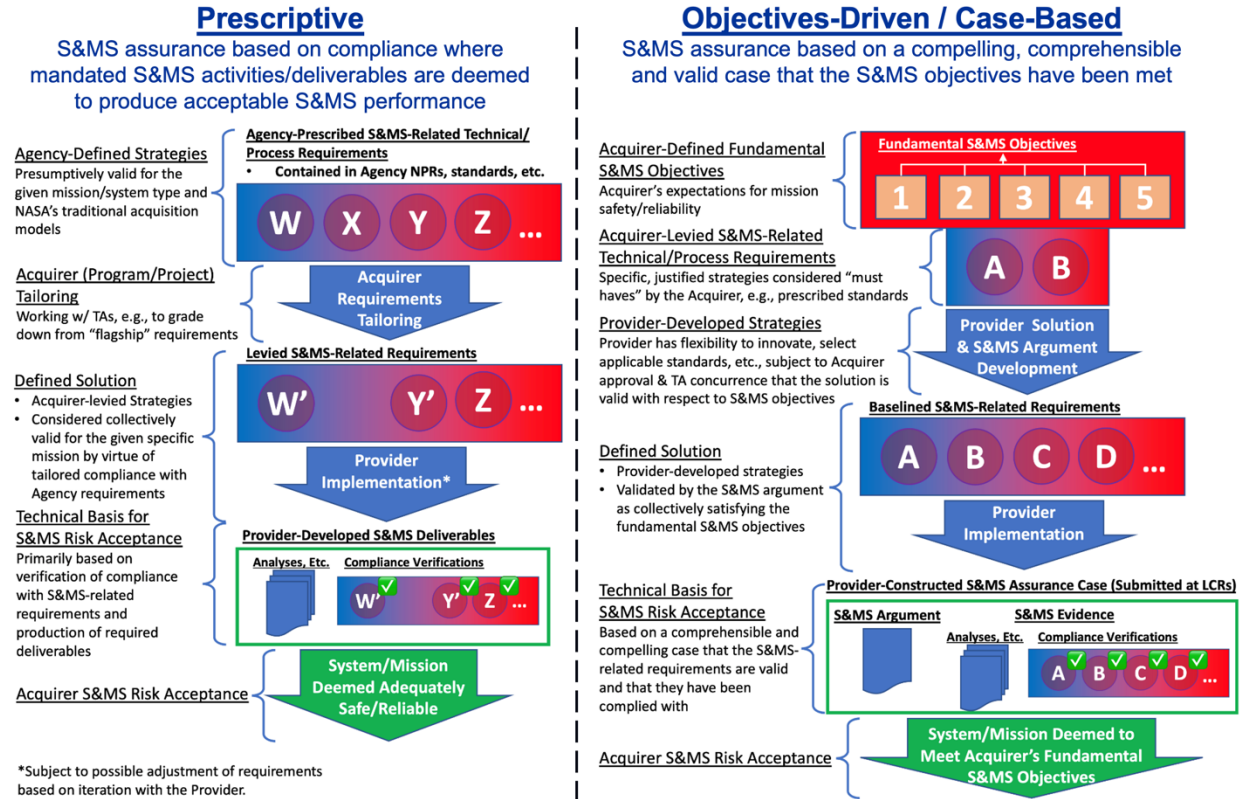 Prescriptive
S&MS assurance based on compliance where
mandated S&MS activities/deliverables are deemed
to produce acceptable S&MS performance
Agency-Defined Strategies
Presumptively valid for the
given mission/system type and
NASA's traditional acquisition
models
Agency-Prescribed S&MS-Related Technical/
Process Requirements
• Contained in Agency NPRs, standards, etc.
W X Y Z ...
Acquirer (Program/Project)
Tailoring
Working w/ TAs, e.g., to grade
down from "flagship" requirements
Acquirer
Requirements
Tailoring
Levied S&MS-Related Requirements
W' Y' Z ...
Defined Solution
• Acquirer-levied Strategies
• Considered collectively
valid for the given specific
mission by virtue of
tailored compliance with
Agency requirements
Provider
Implementation*
Technical Basis for
S&MS Risk Acceptance
Primarily based on
verification of compliance
with S&MS-related
requirements and
production of required
deliverables
Provider-Developed S&MS Deliverables
Analyses, Etc.
Compliance Verifications
W' Y' Z ...
Acquirer S&MS Risk Acceptance
System/Mission
Deemed Adequately
Safe/Reliable
*Subject to possible adjustment of requirements
based on iteration with the Provider.
Objectives-Driven / Case-Based
S&MS assurance based on a compelling, comprehensible
and valid case that the S&MS objectives have been met
Acquirer-Defined Fundamental
S&MS Objectives
Acquirer's expectations for mission
safety/reliability
Fundamental S&MS Objectives
1 2 3 4 5
Acquirer-Levied S&MS-Related
Technical/Process Requirements
Specific, justified strategies considered "must
haves" by the Acquirer, e.g., prescribed standards
A B
Provider-Developed Strategies
Provider has flexibility to innovate, select
applicable standards, etc., subject to Acquirer
approval & TA concurrence that the solution is
valid with respect to S&MS objectives
Provider Solution
& S&MS Argument
Development
Baselined S&MS-Related Requirements
A B C D ...
Defined Solution
• Provider-developed strategies
• Validated by the S&MS argument
as collectively satisfying the
fundamental S&MS objectives
Provider
Implementation
Technical Basis for
S&MS Risk Acceptance
Based on a comprehensible and
compelling case that the S&MS-
related requirements are valid
and that they have been
complied with
Provider-Constructed S&MS Assurance Case (Submitted at LCRs)
S&MS Argument
S&MS Evidence
Analyses, Etc.
Compliance Verifications
A B C D ...
Acquirer S&MS Risk Acceptance
System/Mission Deemed to
Meet Acquirer's Fundamental
S&MS Objectives